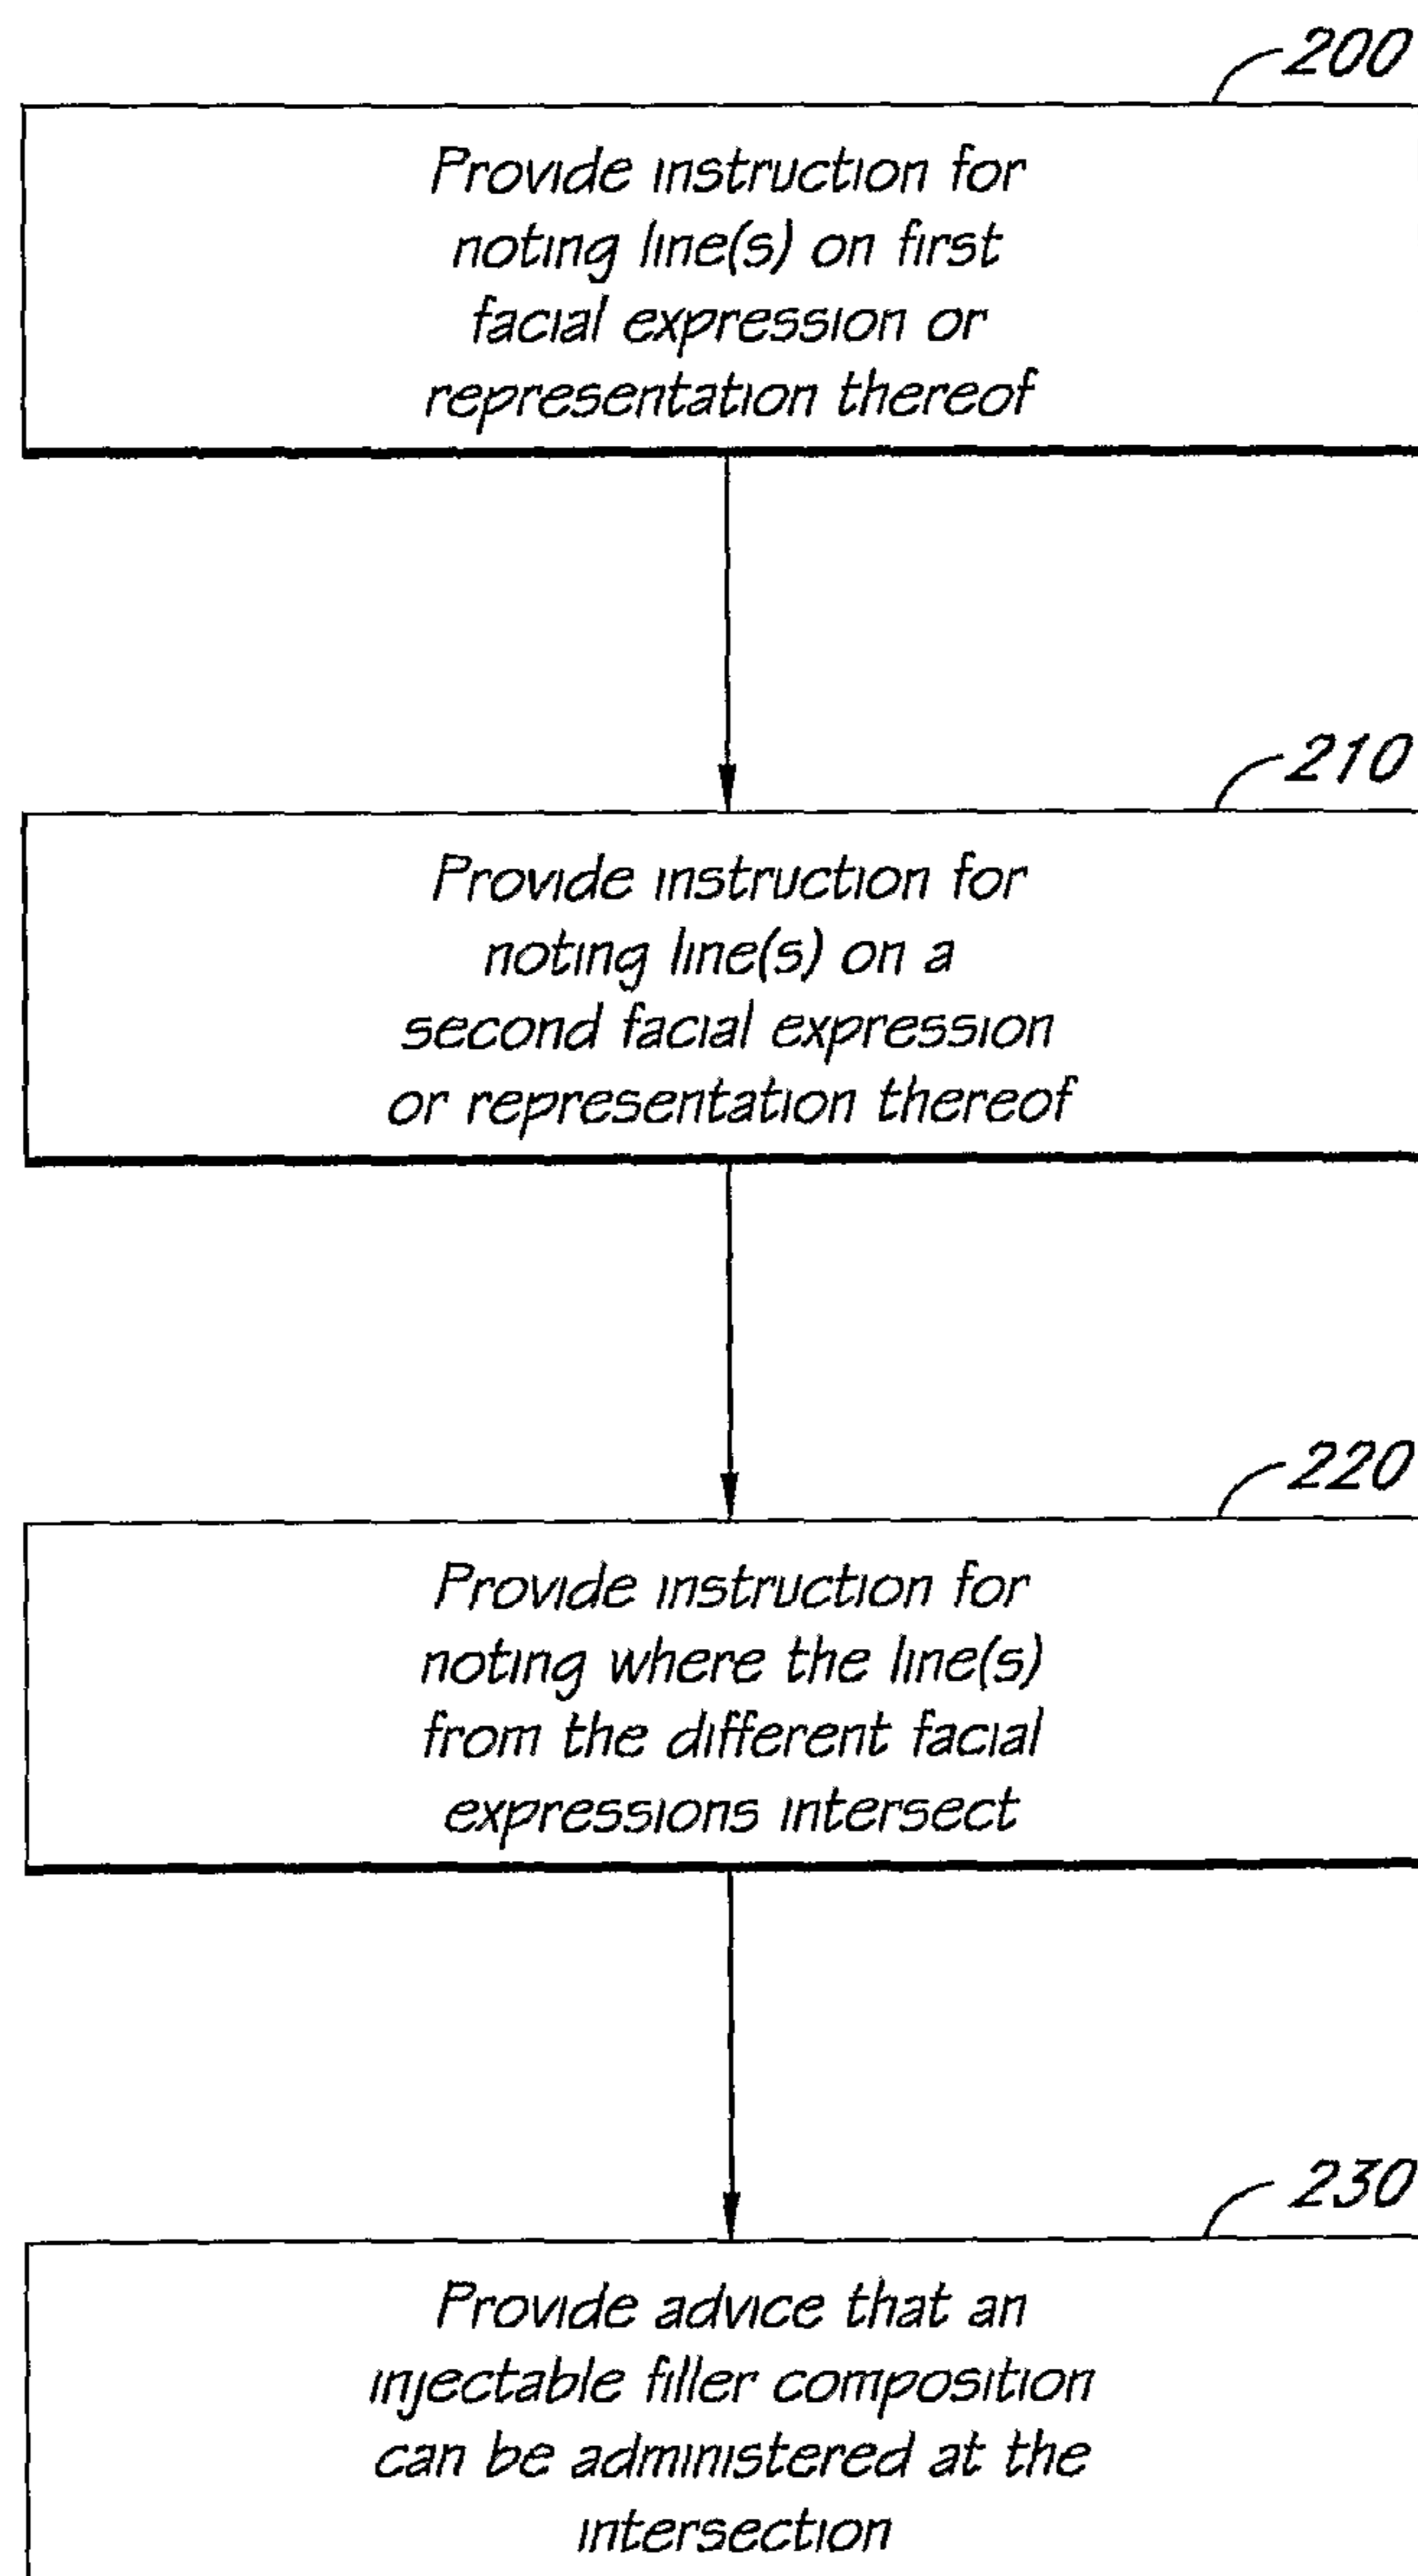 200
Provide instruction for
noting line(s) on first
facial expression or
representation thereof
210
Provide instruction for
noting line(s) on a
second facial expression
or representation thereof
220
Provide instruction for
noting where the line(s)
from the different facial
expressions intersect
230
Provide advice that an
injectable filler composition
can be administered at the
intersection